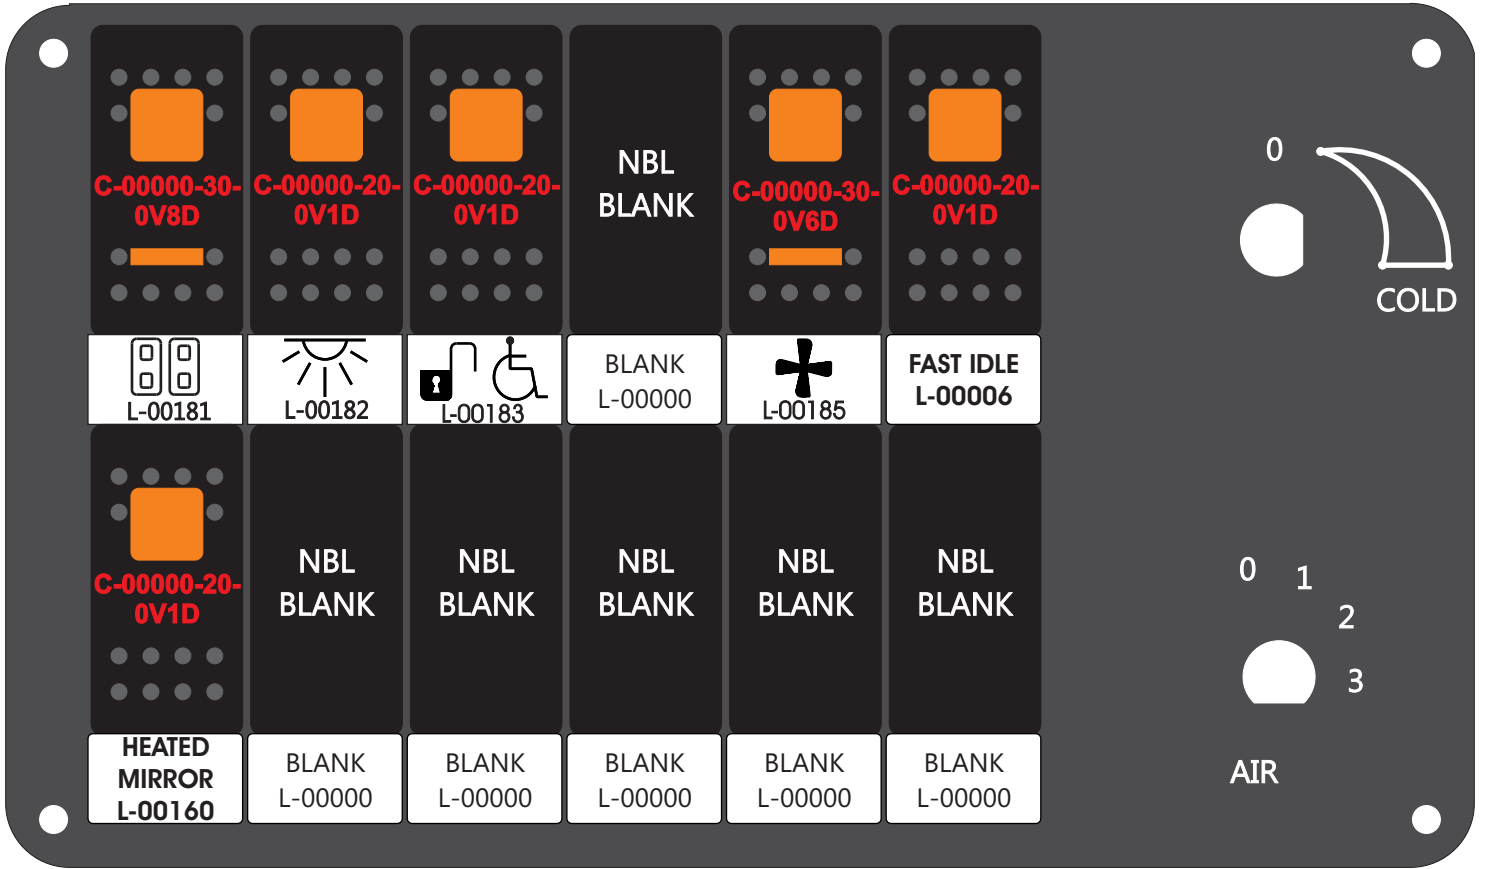 C-00000-30-
0V8D
C-00000-20-
0V1D
C-00000-20-
0V1D
NBL
BLANK
C-00000-30-
0V6D
C-00000-20-
0V1D
0
COLD
L-00181
L-00182
L-00183
BLANK
L-00000
L-00185
FAST IDLE
L-00006
C-00000-20-
0V1D
NBL
BLANK
NBL
BLANK
NBL
BLANK
NBL
BLANK
NBL
BLANK
0
1
2
3
AIR
HEATED
MIRROR
L-00160
BLANK
L-00000
BLANK
L-00000
BLANK
L-00000
BLANK
L-00000
BLANK
L-00000